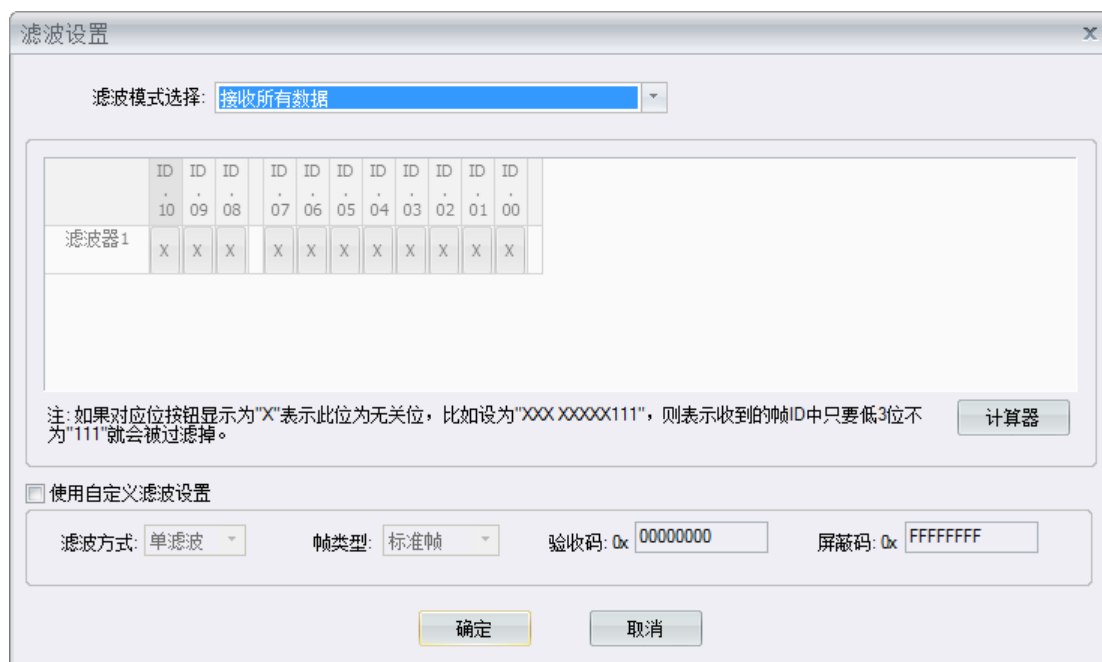 滤波设置 x
滤波模式选择: 接收所有数据
ID.10 ID.09 ID.08 ID.07 ID.06 ID.05 ID.04 ID.03 ID.02 ID.01 ID.00
滤波器1 X X X X X X X X X X X
注: 如果对应位按钮显示为"X"表示此位为无关位，比如设为"XXX XXXXX111"，则表示收到的帧ID中只要低3位不
为"111"就会被过滤掉。
计算器
使用自定义滤波设置
滤波方式: 单滤波 帧类型: 标准帧 验收码: 0x 00000000 屏蔽码: 0x FFFFFFFF
确定 取消